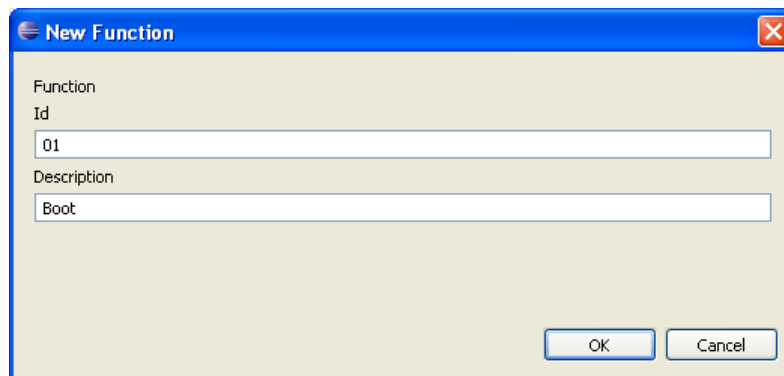 New Function
Function
Id
01
Description
Boot
OK Cancel